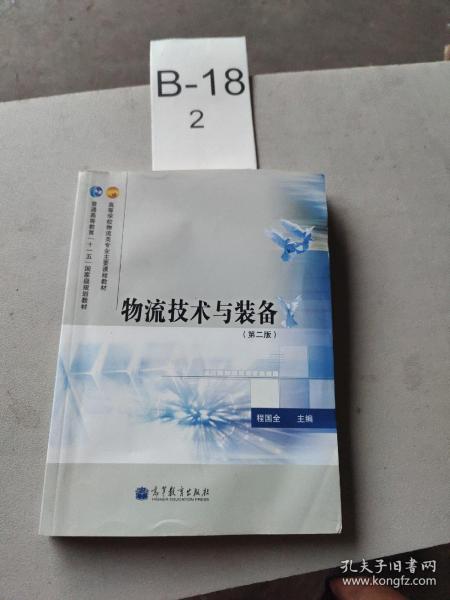 B-18
2
高等学校物流类专业主要课程教材
普通高等教育“十一五”国家级规划教材
物流技术与装备
（第二版）
程国全 主编
高等教育出版社
HIGHER EDUCATION PRESS
孔夫子旧书网
www.kongfz.com